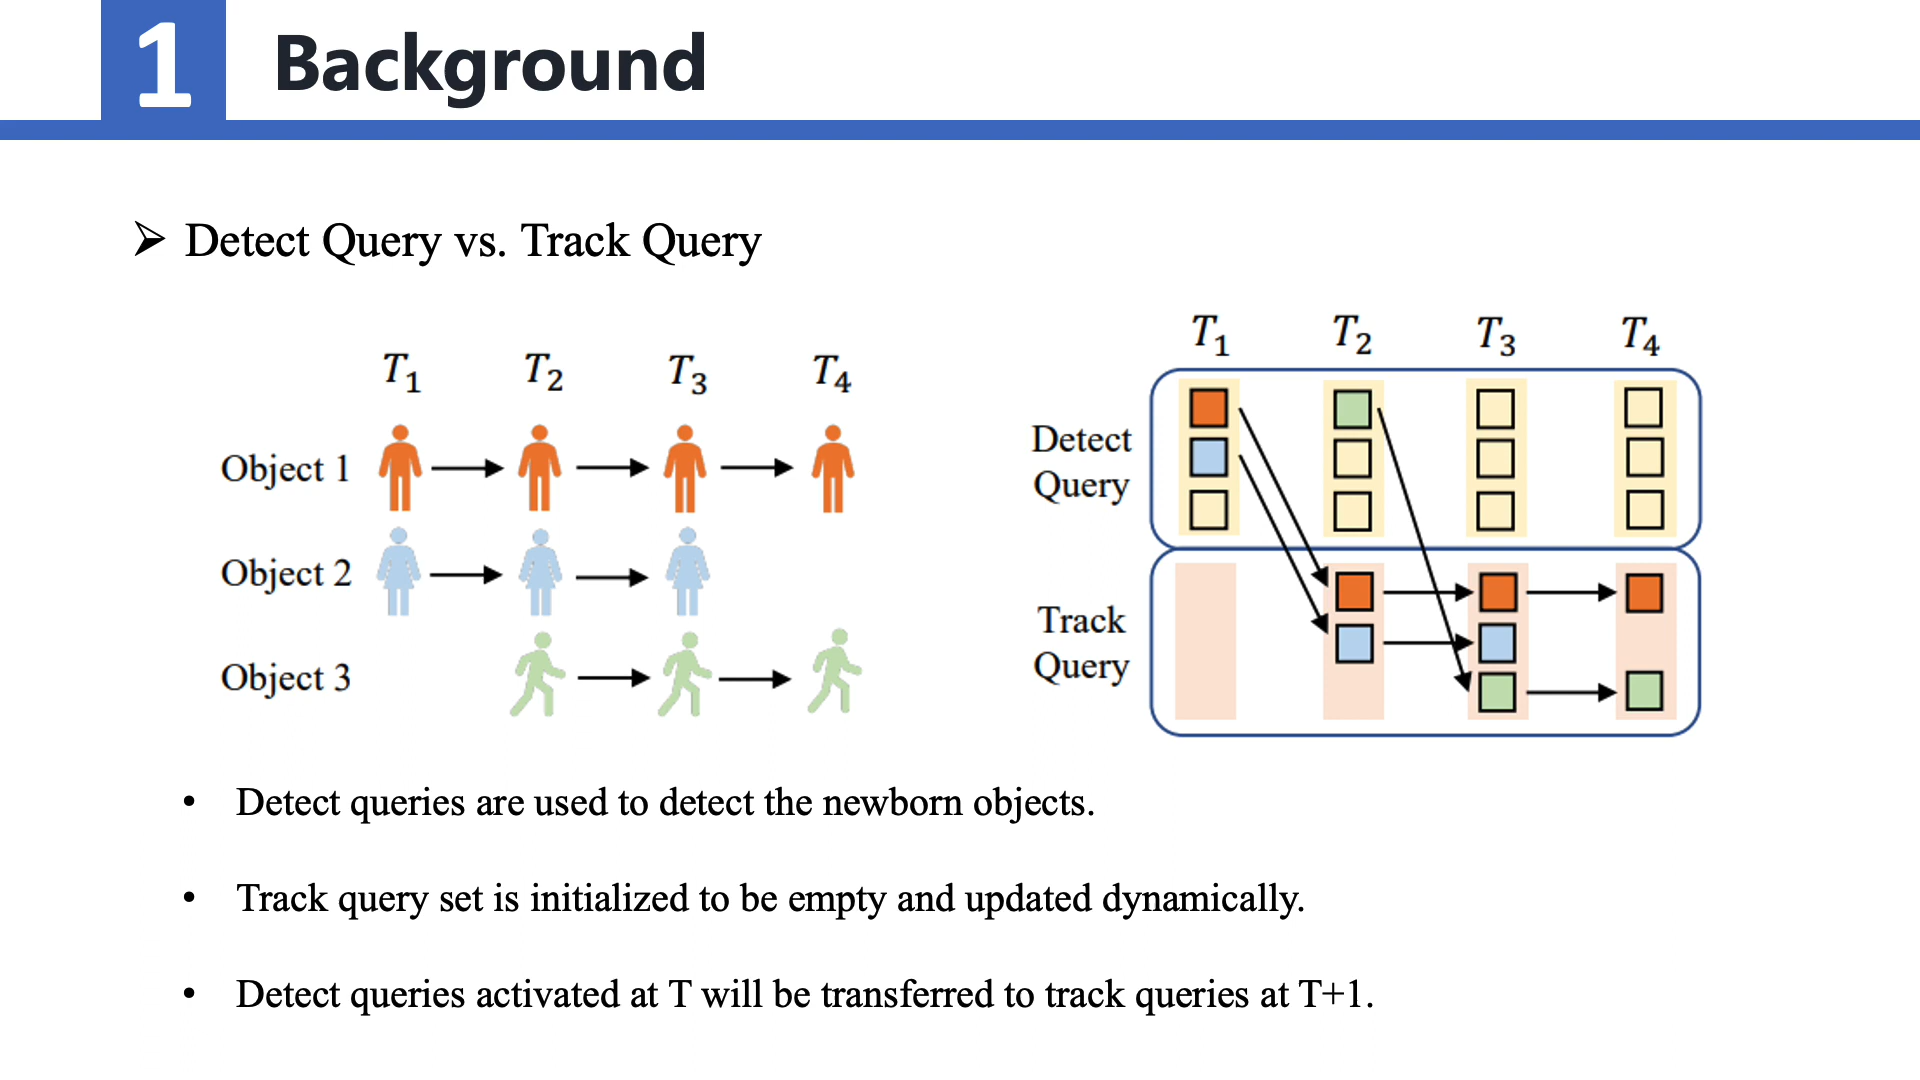 1 Background
➢ Detect Query vs. Track Query
T₁ T₂ T₃ T₄
Object 1
Object 2
Object 3
T₁ T₂ T₃ T₄
Detect
Query
Track
Query
• Detect queries are used to detect the newborn objects.
• Track query set is initialized to be empty and updated dynamically.
• Detect queries activated at T will be transferred to track queries at T+1.